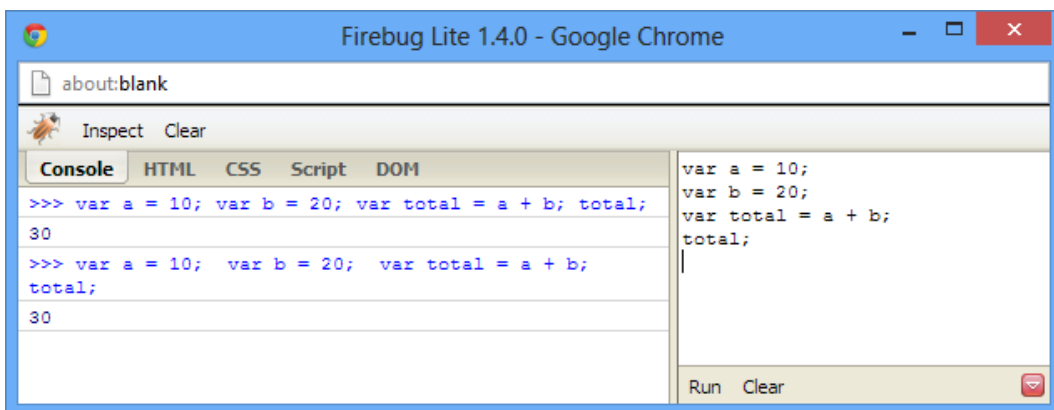 Firebug Lite 1.4.0 - Google Chrome
about:blank
Inspect Clear
Console HTML CSS Script DOM
>>> var a = 10; var b = 20; var total = a + b; total;
30
>>> var a = 10;  var b = 20;  var total = a + b;
total;
30
var a = 10;
var b = 20;
var total = a + b;
total;
Run Clear